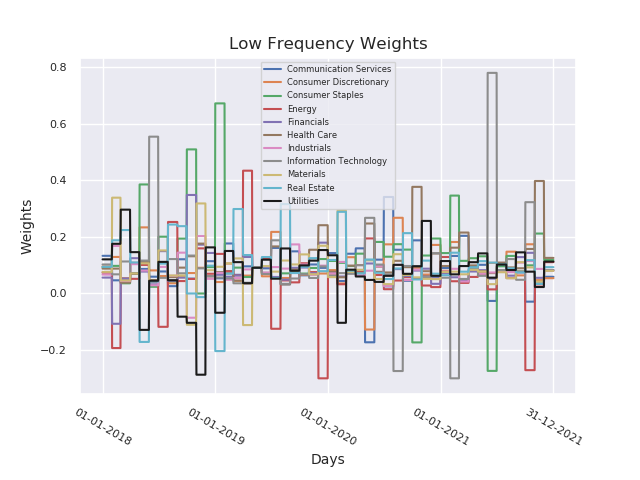 Low Frequency Weights
Communication Services
Consumer Discretionary
Consumer Staples
Energy
Financials
Health Care
Industrials
Information Technology
Materials
Real Estate
Utilities
Weights
0.8
0.6
0.4
0.2
0.0
−0.2
01-01-2018
01-01-2019
01-01-2020
01-01-2021
31-12-2021
Days